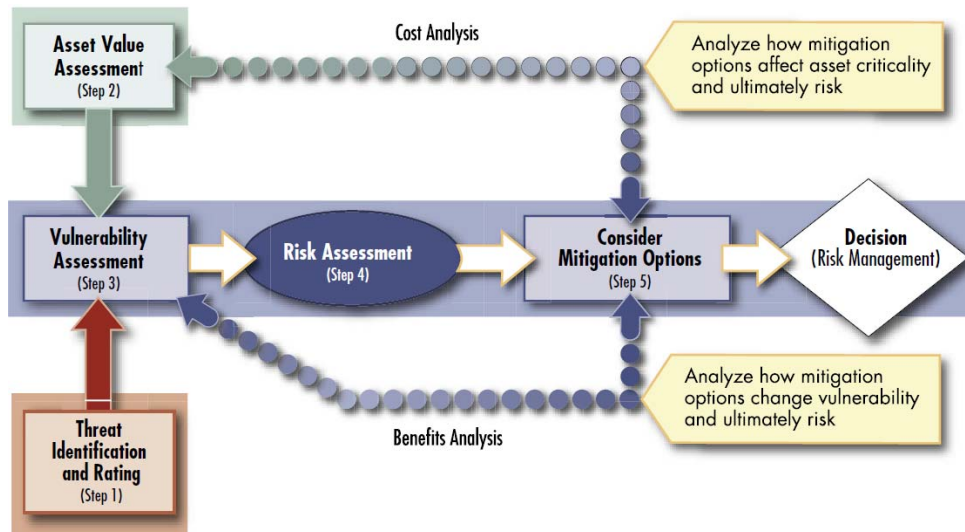 Asset Value
Assessment
(Step 2)
Cost Analysis
Analyze how mitigation
options affect asset criticality
and ultimately risk
Vulnerability
Assessment
(Step 3)
Risk Assessment
(Step 4)
Consider
Mitigation Options
(Step 5)
Decision
(Risk Management)
Threat
Identification
and Rating
(Step 1)
Benefits Analysis
Analyze how mitigation
options change vulnerability
and ultimately risk